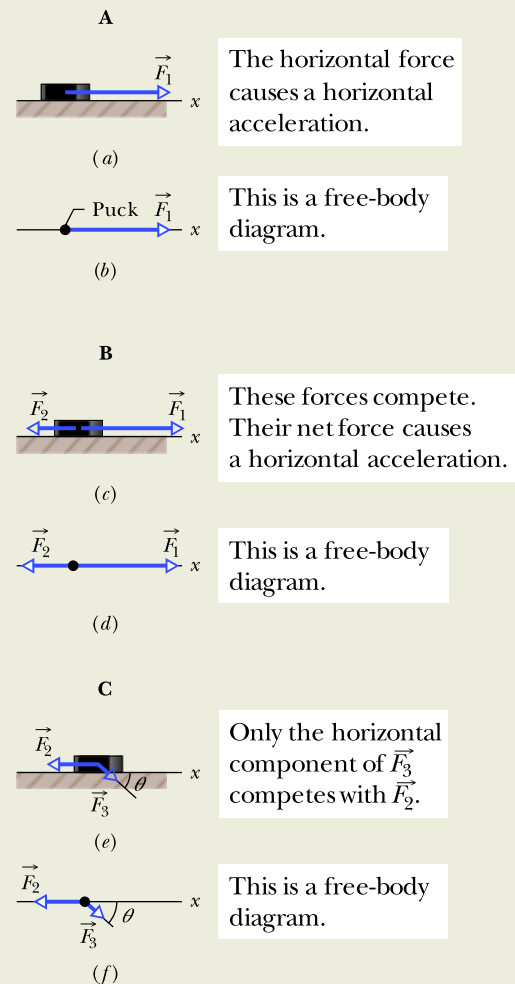 A
F₁
The horizontal force
causes a horizontal
acceleration.
x
(a)
Puck
F₁
This is a free-body
diagram.
x
(b)
B
F₂
F₁
These forces compete.
Their net force causes
a horizontal acceleration.
x
(c)
F₂
F₁
This is a free-body
diagram.
x
(d)
C
F₂
Only the horizontal
component of F₃
competes with F₂.
x
θ
F₃
(e)
F₂
This is a free-body
diagram.
x
θ
F₃
(f)